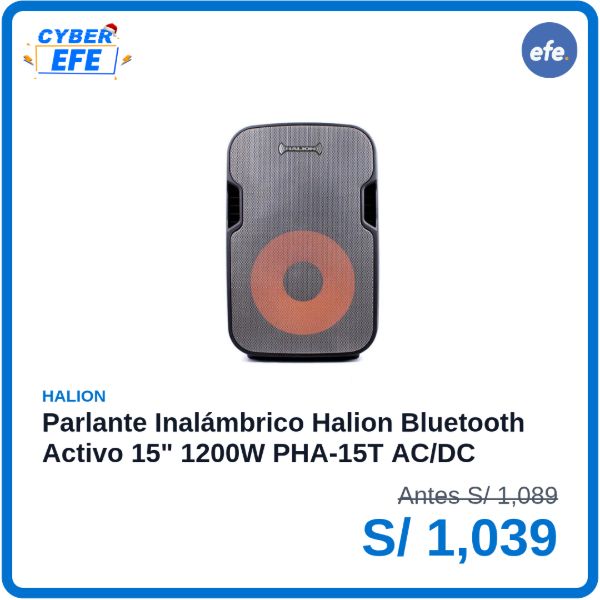 CYBER
EFE
efe.
HALION
HALION
Parlante Inalámbrico Halion Bluetooth
Activo 15" 1200W PHA-15T AC/DC
Antes S/ 1,089
S/ 1,039